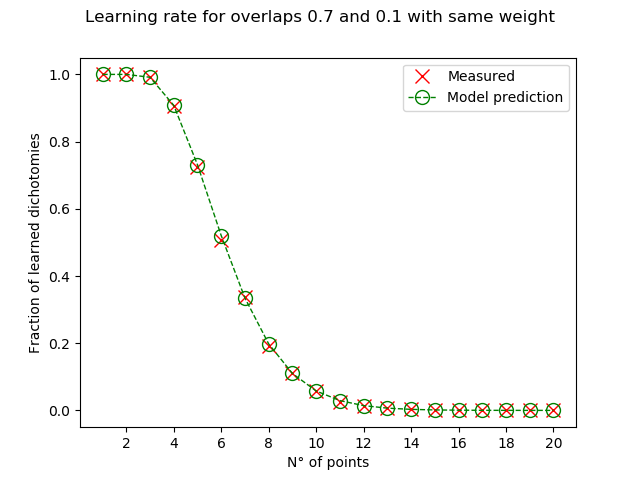 Learning rate for overlaps 0.7 and 0.1 with same weight
Measured
Model prediction
Fraction of learned dichotomies
1.0
0.8
0.6
0.4
0.2
0.0
2 4 6 8 10 12 14 16 18 20
N° of points